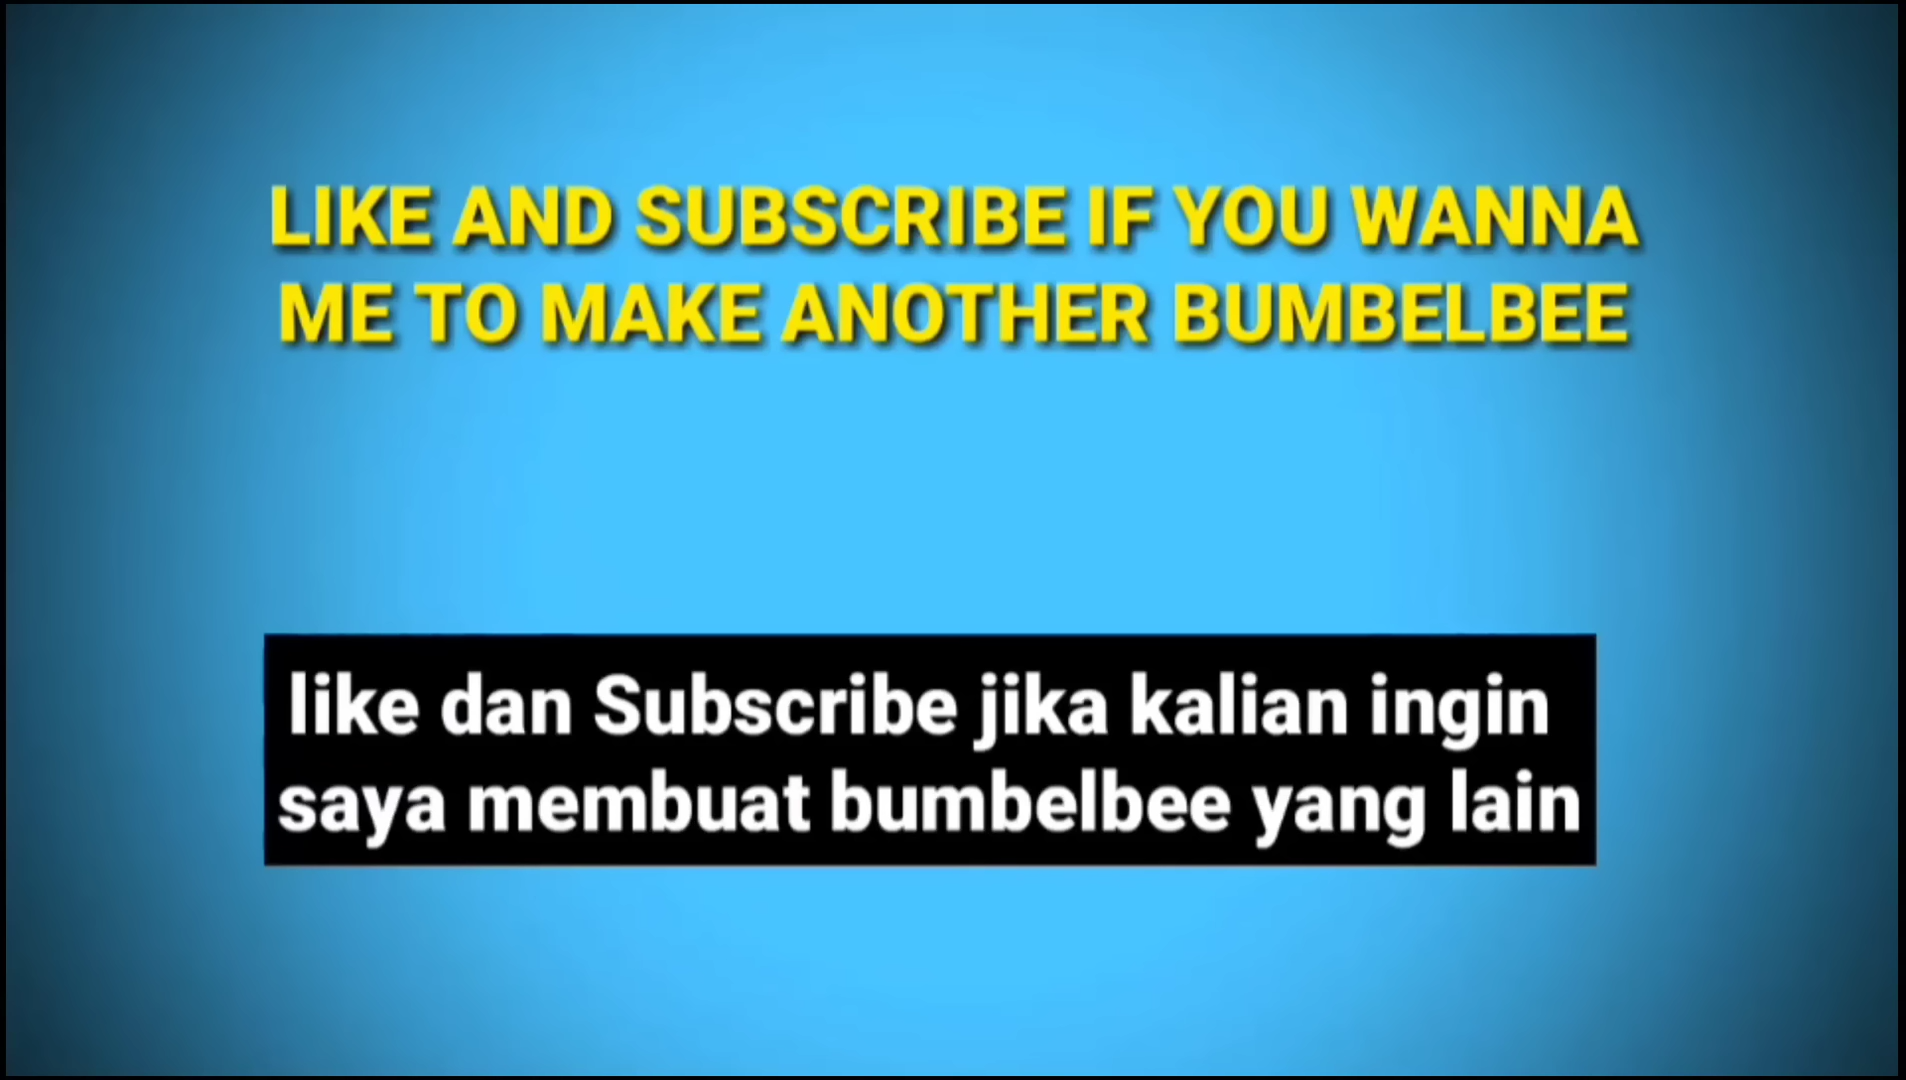 LIKE AND SUBSCRIBE IF YOU WANNA
ME TO MAKE ANOTHER BUMBELBEE
like dan Subscribe jika kalian ingin
saya membuat bumbelbee yang lain